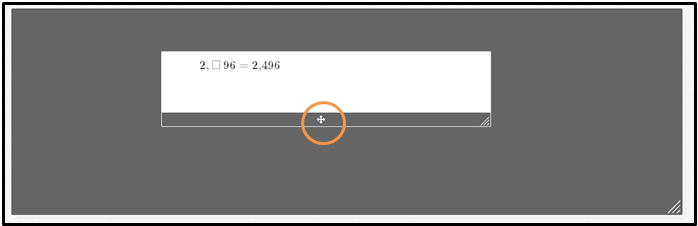 2, □ 96 = 2,496